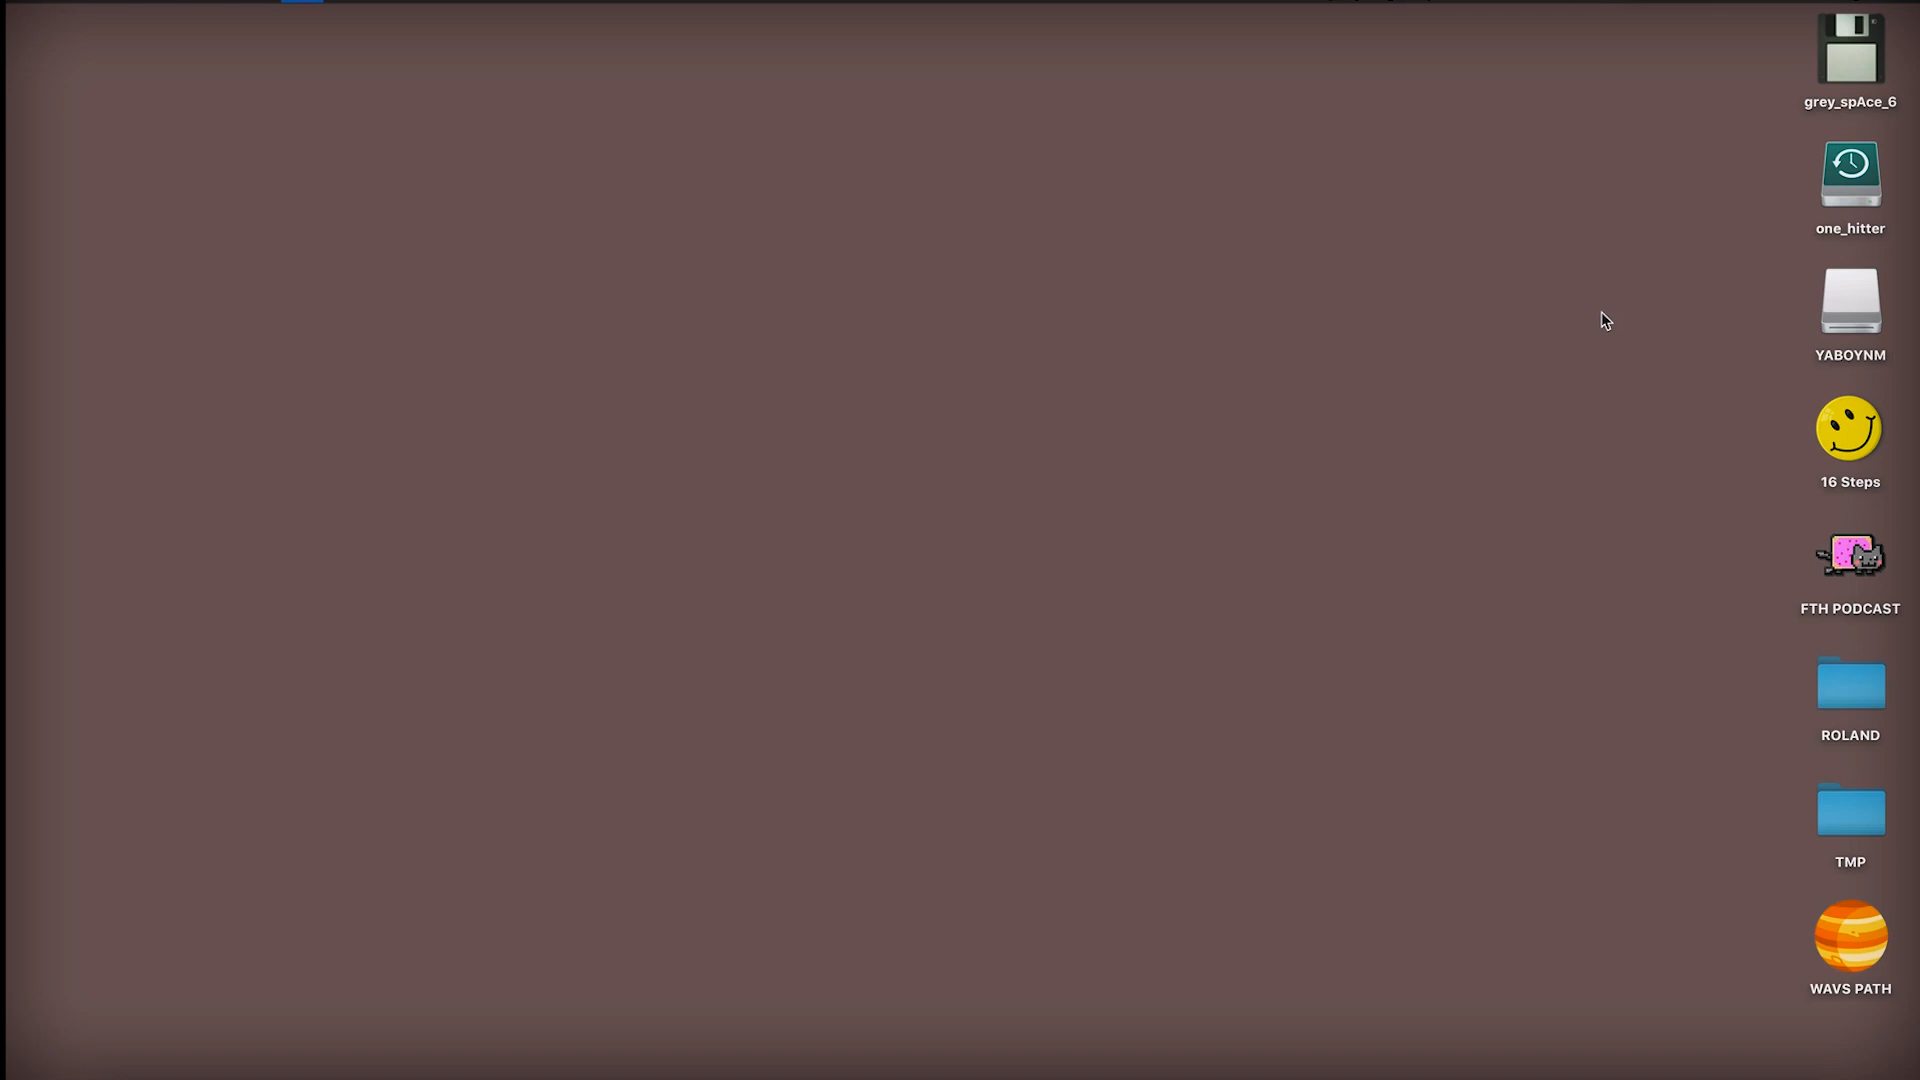 grey_spAce_6
one_hitter
YABOYNM
16 Steps
FTH PODCAST
ROLAND
TMP
WAVS PATH